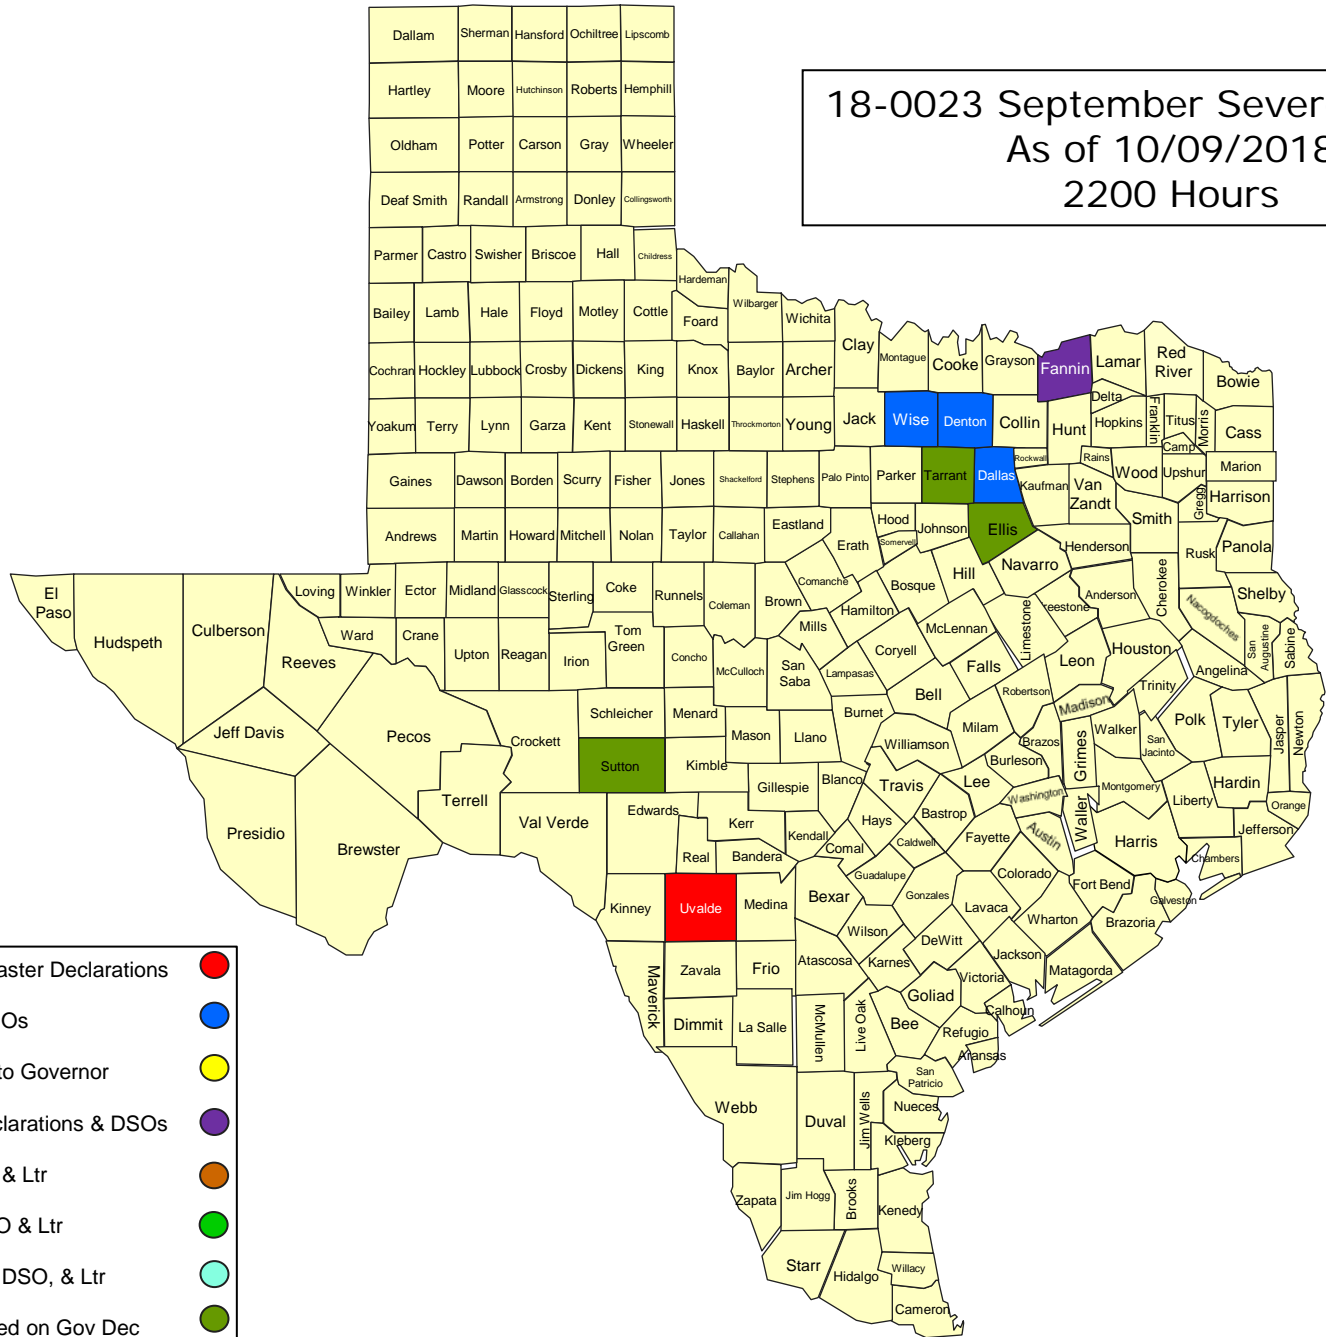 18-0023 September Sever
As of 10/09/2018
2200 Hours
Dallam Sherman Hansford Ochiltree Lipscomb
Hartley Moore Hutchinson Roberts Hemphill
Oldham Potter Carson Gray Wheeler
Deaf Smith Randall Armstrong Donley Collingsworth
Parmer Castro Swisher Briscoe Hall Childress
Hardeman
Bailey Lamb Hale Floyd Motley Cottle Foard Wilbarger Wichita
Clay Montague Cooke Grayson Fannin Lamar Red River Bowie
Cochran Hockley Lubbock Crosby Dickens King Knox Baylor Archer
Delta
Yoakum Terry Lynn Garza Kent Stonewall Haskell Throckmorton Young Jack Wise Denton Collin Hunt Hopkins Franklin Titus Morris Cass
Camp
Rockwall Rains
Gaines Dawson Borden Scurry Fisher Jones Shackelford Stephens Palo Pinto Parker Tarrant Dallas Kaufman Van Zandt Wood Upshur Marion
Gregg Harrison
Andrews Martin Howard Mitchell Nolan Taylor Callahan Eastland Erath Hood Somervell Johnson Ellis Henderson Smith Rusk Panola
El Paso Hudspeth Culberson Loving Winkler Ector Midland Glasscock Sterling Coke Runnels Coleman Brown Comanche Hamilton Bosque Hill Navarro Freestone Anderson Cherokee Nacogdoches Shelby
Reeves Ward Crane Upton Reagan Irion Tom Green Concho McCulloch San Saba Mills Lampasas Coryell McLennan Limestone Falls Leon Houston Angelina San Augustine Sabine
Jeff Davis Pecos Crockett Schleicher Menard Mason Llano Burnet Bell Milam Robertson Madison Trinity Polk Tyler Jasper Newton
Williamson Brazos Grimes Walker San Jacinto
Sutton Kimble Gillespie Blanco Travis Lee Burleson Washington Montgomery Liberty Hardin
Presidio Brewster Terrell Val Verde Edwards Kerr Kendall Hays Bastrop Waller Orange
Real Bandera Comal Caldwell Fayette Austin Harris Jefferson
Chambers
Guadalupe Colorado Fort Bend Galveston
Kinney Uvalde Medina Bexar Gonzales Lavaca Wharton Brazoria
Wilson DeWitt
Maverick Zavala Frio Atascosa Karnes Jackson Matagorda
Victoria
Dimmit La Salle McMullen Live Oak Bee Goliad Refugio Calhoun
Aransas
San Patricio
Webb Duval Jim Wells Nueces
Kleberg
Zapata Jim Hogg Brooks Kenedy
Starr Hidalgo Willacy
Cameron
aster Declarations
Os
to Governor
clarations & DSOs
& Ltr
O & Ltr
DSO, & Ltr
ed on Gov Dec